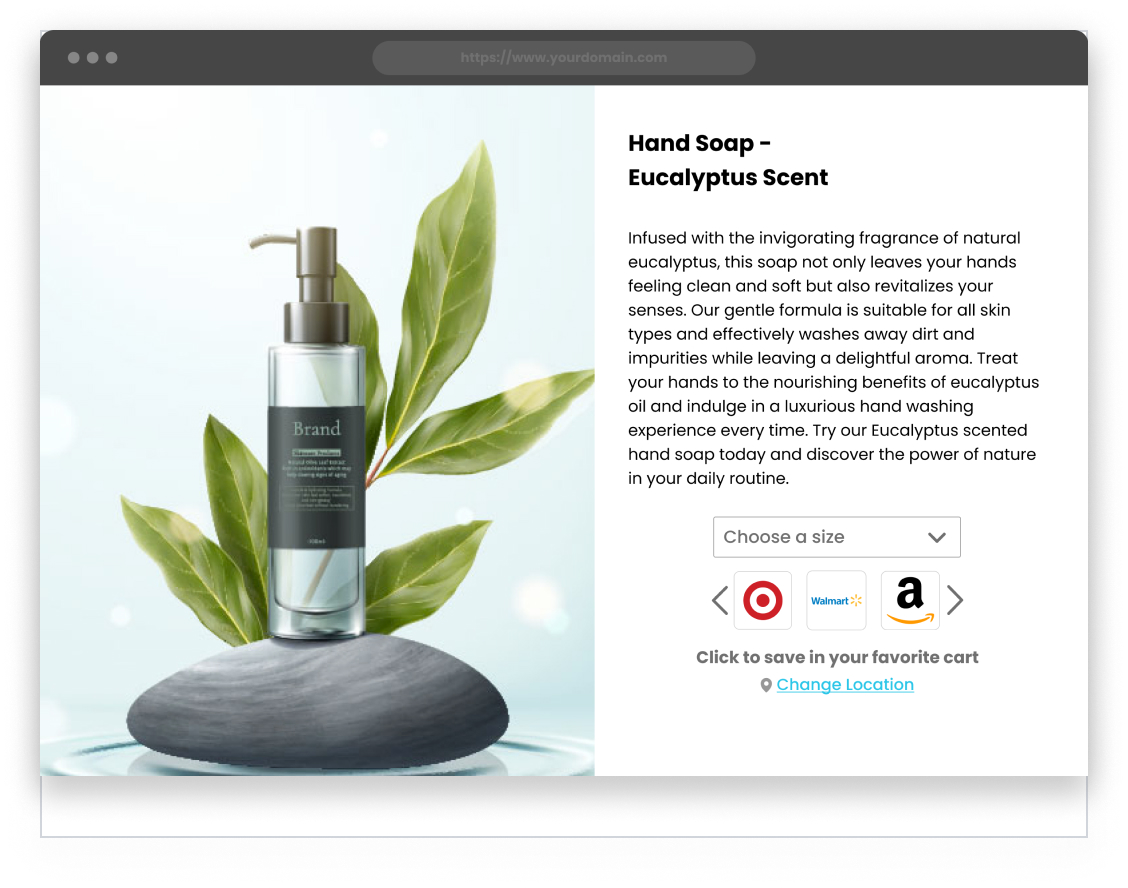 https://www.yourdomain.com
Hand Soap -
Eucalyptus Scent
Infused with the invigorating fragrance of natural
eucalyptus, this soap not only leaves your hands
feeling clean and soft but also revitalizes your
senses. Our gentle formula is suitable for all skin
types and effectively washes away dirt and
impurities while leaving a delightful aroma. Treat
your hands to the nourishing benefits of eucalyptus
oil and indulge in a luxurious hand washing
experience every time. Try our Eucalyptus scented
hand soap today and discover the power of nature
in your daily routine.
Brand
Choose a size
Walmart
a
Click to save in your favorite cart
Change Location